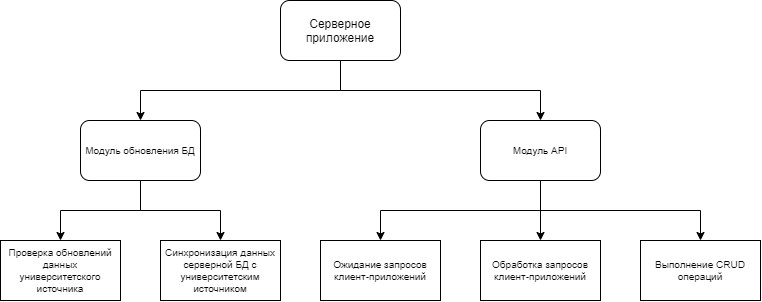 Серверное
приложение
Модуль обновления БД
Модуль API
Проверка обновлений
данных
университетского
источника
Синхронизация данных
серверной БД с
университетским
источником
Ожидание запросов
клиент-приложений
Обработка запросов
клиент-приложений
Выполнение CRUD
операций